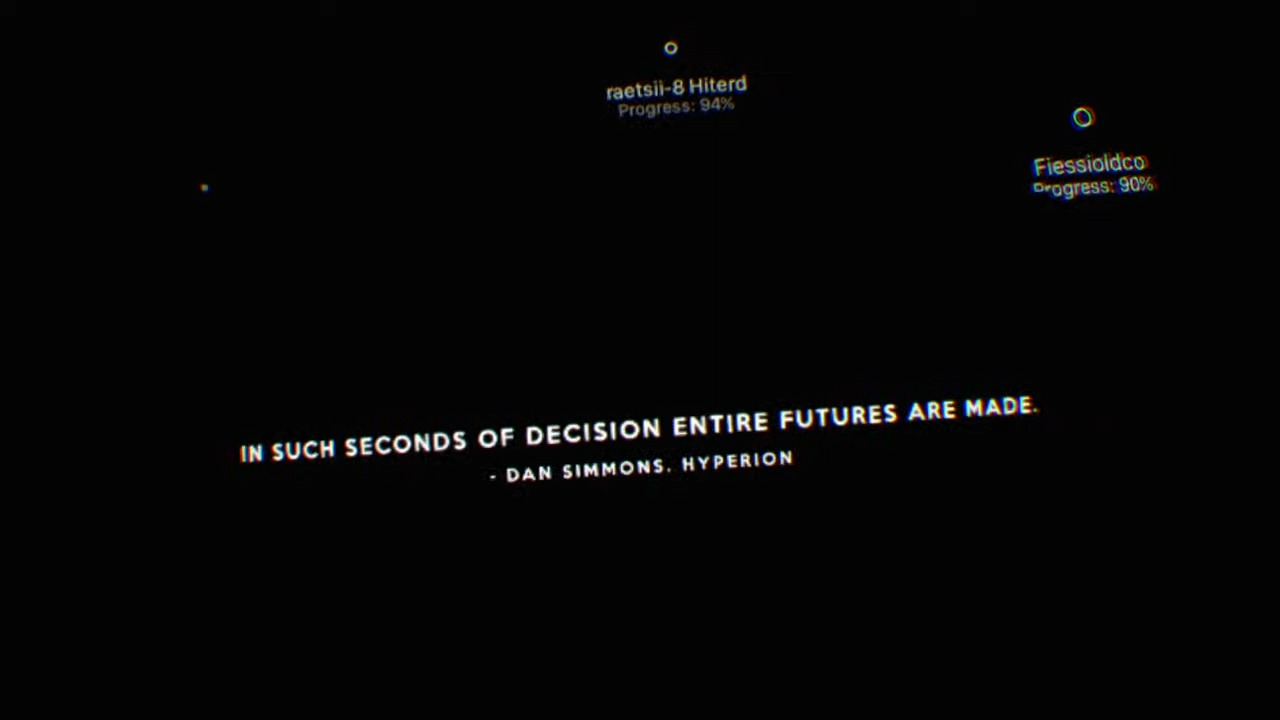 raetsii-8 Hiterd
Progress: 94%
Fiessioldco
Progress: 90%
IN SUCH SECONDS OF DECISION ENTIRE FUTURES ARE MADE.
- DAN SIMMONS, HYPERION